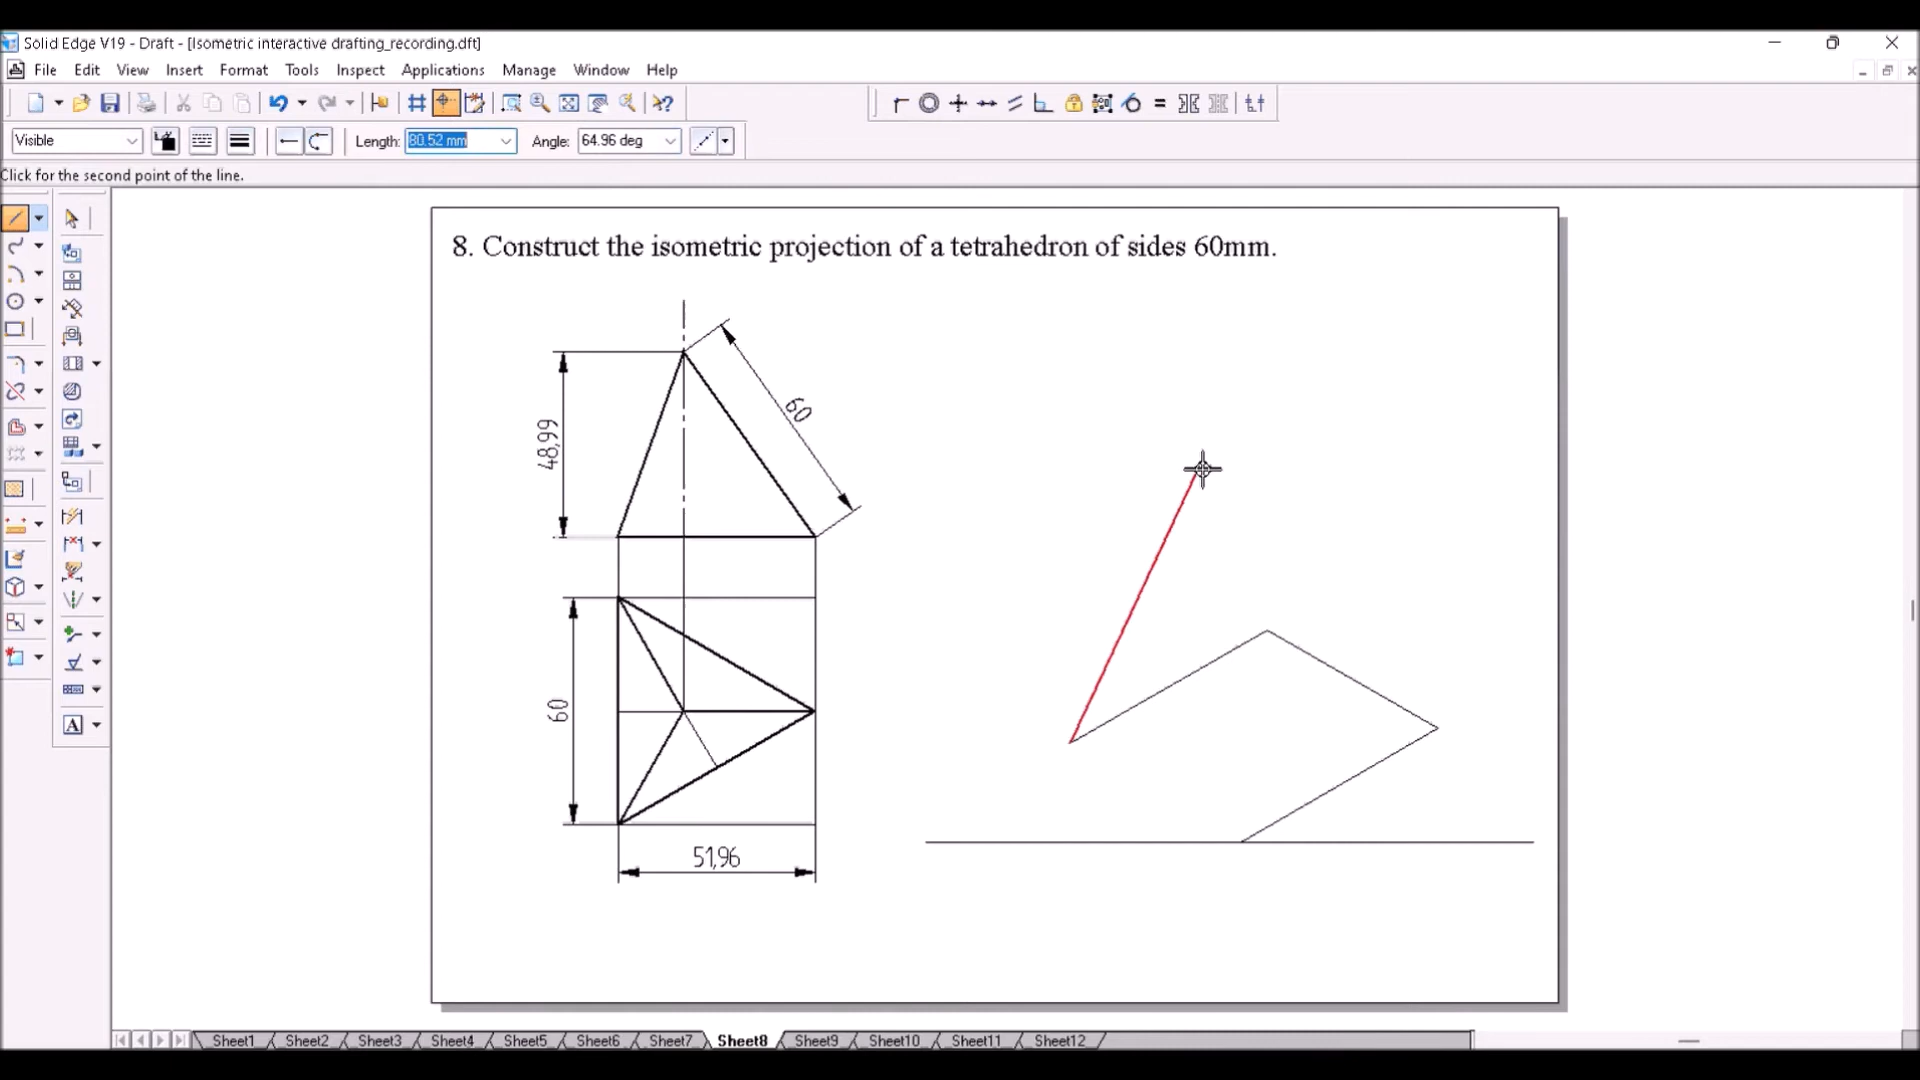 Solid Edge V19 - Draft - [Isometric interactive drafting_recording.dft]
File Edit View Insert Format Tools Inspect Applications Manage Window Help
Visible Length: 80.52 mm Angle: 64.96 deg
Click for the second point of the line.
8. Construct the isometric projection of a tetrahedron of sides 60mm.
60
48,99
60
51,96
A
Sheet1 Sheet2 Sheet3 Sheet4 Sheet5 Sheet6 Sheet7 Sheet8 Sheet9 Sheet10 Sheet11 Sheet12